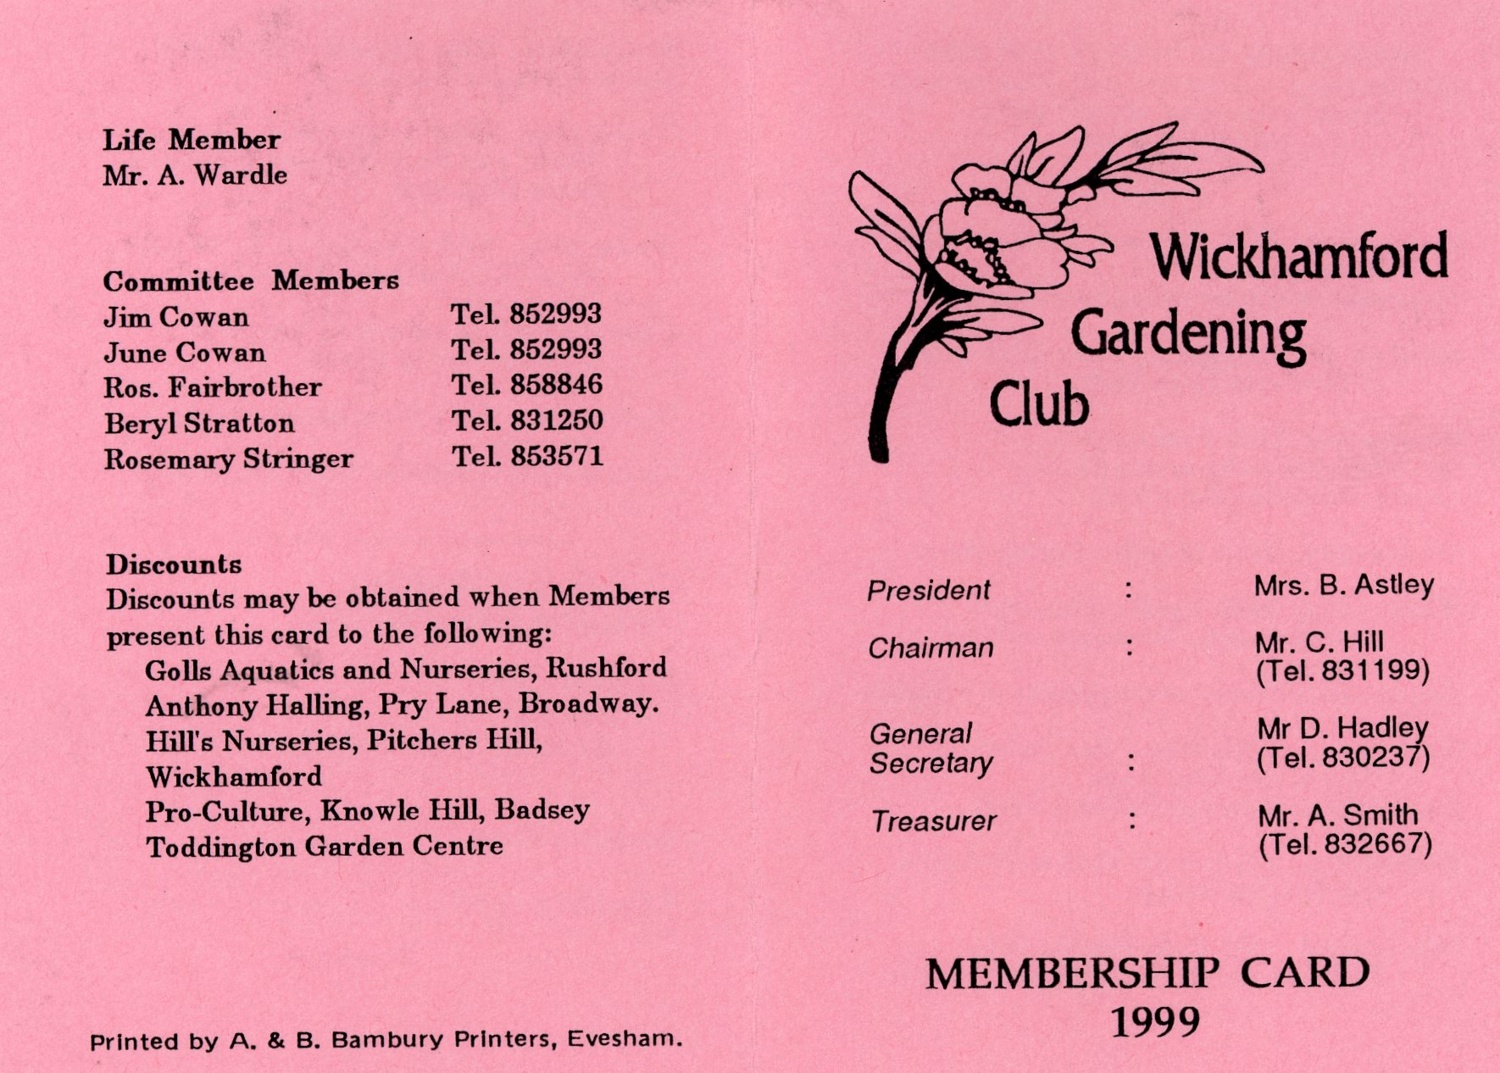 Life Member
Mr. A. Wardle
Committee Members
Jim Cowan Tel. 852993
June Cowan Tel. 852993
Ros. Fairbrother Tel. 858846
Beryl Stratton Tel. 831250
Rosemary Stringer Tel. 853571
Discounts
Discounts may be obtained when Members
present this card to the following:
Golls Aquatics and Nurseries, Rushford
Anthony Halling, Pry Lane, Broadway.
Hill's Nurseries, Pitchers Hill,
Wickhamford
Pro-Culture, Knowle Hill, Badsey
Toddington Garden Centre
Printed by A. & B. Bambury Printers, Evesham.
Wickhamford
Gardening
Club
President : Mrs. B. Astley
Chairman : Mr. C. Hill
(Tel. 831199)
General Mr D. Hadley
Secretary : (Tel. 830237)
Treasurer : Mr. A. Smith
(Tel. 832667)
MEMBERSHIP CARD
1999